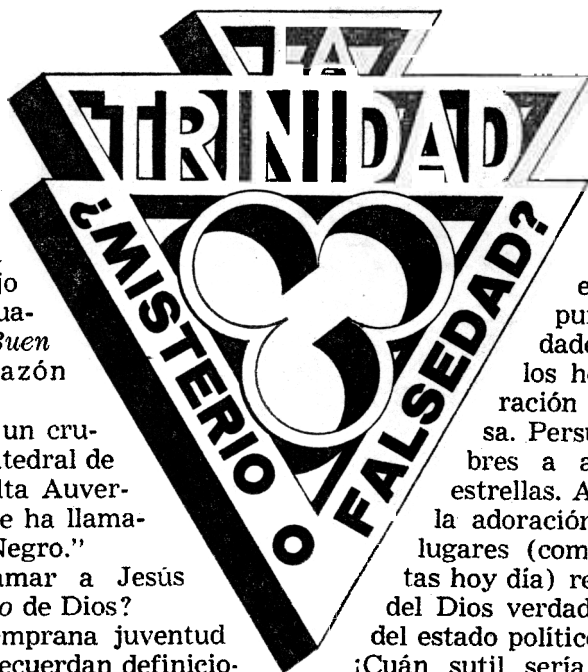 LA
TRINIDAD
¿MISTERIO O FALSEDAD?
jo
ua-
Buen
azón
un cru-
tedral de
lta Auver-
e ha llama-
Negro.”
amar a Jesús
o de Dios?
emprana juventud
ecuerdan definicio-
e
pu
dade
los h
ración
sa. Persu
bres a a
estrellas. A
la adoración
lugares (com
tas hoy día) re
del Dios verdad
del estado político
¡Cuán sutil sería